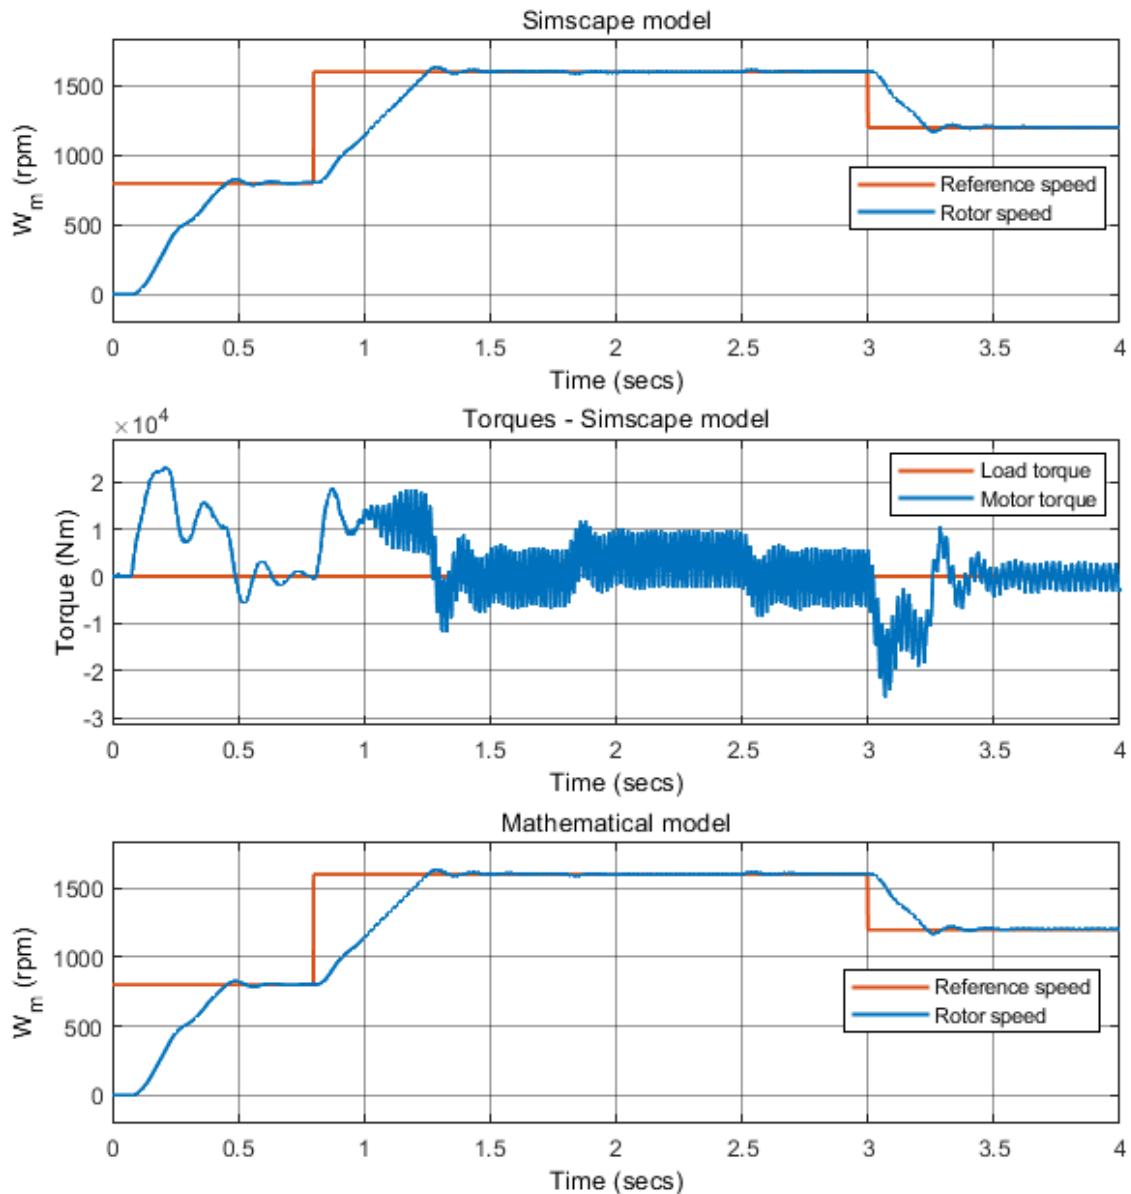 Simscape model
1500
1000
500
0
W_m (rpm)
Reference speed
Rotor speed
0 0.5 1 1.5 2 2.5 3 3.5 4
Time (secs)
×10^4
Torques - Simscape model
2
1
0
-1
-2
-3
Torque (Nm)
Load torque
Motor torque
0 0.5 1 1.5 2 2.5 3 3.5 4
Time (secs)
Mathematical model
1500
1000
500
0
W_m (rpm)
Reference speed
Rotor speed
0 0.5 1 1.5 2 2.5 3 3.5 4
Time (secs)